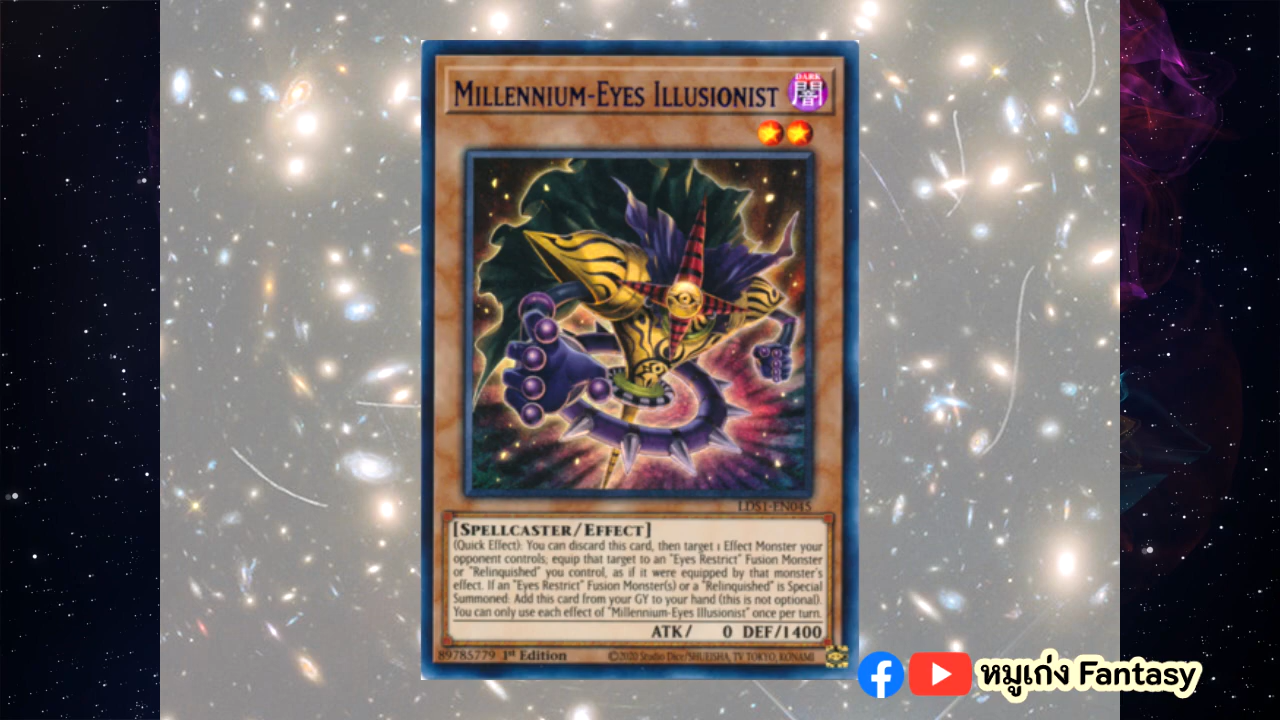 MILLENNIUM-EYES ILLUSIONIST
DARK
闇
LDS1-EN045
[SPELLCASTER/EFFECT]
(Quick Effect): You can discard this card, then target 1 Effect Monster your
opponent controls; equip that target to an "Eyes Restrict" Fusion Monster
or "Relinquished" you control, as if it were equipped by that monster's
effect. If an "Eyes Restrict" Fusion Monster(s) or a "Relinquished" is Special
Summoned: Add this card from your GY to your hand (this is not optional).
You can only use each effect of "Millennium-Eyes Illusionist" once per turn.
ATK/ 0 DEF/1400
89785779 1st Edition ©2020 Studio Dice/SHUEISHA, TV TOKYO, KONAMI
หมูเก่ง Fantasy